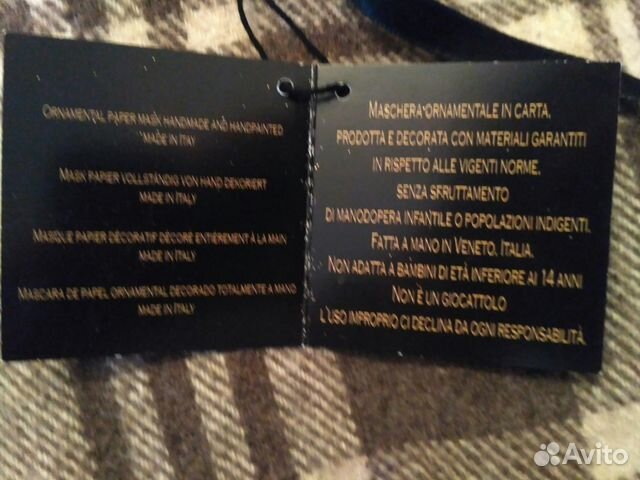 ORNAMENTAL PAPER MASK HANDMADE AND HANDPAINTED
MADE IN ITALY
MASK PAPIER VOLLSTÄNDIG VON HAND DEKORIERT
MADE IN ITALY
MASQUE PAPIER DÉCORATIF DÉCORÉ ENTIÈREMENT À LA MAIN
MADE IN ITALY
MASCARA DE PAPEL ORNAMENTAL DECORADO TOTALMENTE A MANO
MADE IN ITALY
MASCHERA ORNAMENTALE IN CARTA,
PRODOTTA E DECORATA CON MATERIALI GARANTITI
IN RISPETTO ALLE VIGENTI NORME,
SENZA SFRUTTAMENTO
DI MANODOPERA INFANTILE O POPOLAZIONI INDIGENTI.
FATTA A MANO IN VENETO, ITALIA.
NON ADATTA A BAMBINI DI ETÀ INFERIORE AI 14 ANNI
NON È UN GIOCATTOLO
L'USO IMPROPRIO CI DECLINA DA OGNI RESPONSABILITÀ.
Avito